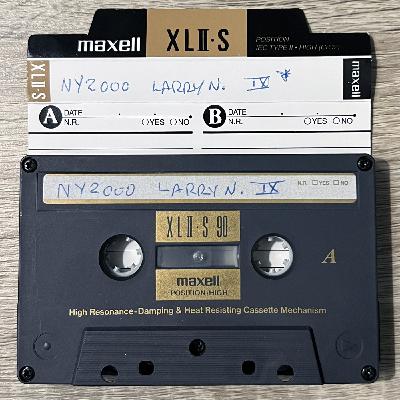 maxell XLII·S POSITION
IEC TYPE II · HIGH
XLII-S NY2000 LARRY N. IX * maxell
A DATE B DATE
N.R. ○YES ○NO N.R. ○YES ○NO
NY2000 LARRY N. IX N.R. □YES □NO
XLII·S 90
A
maxell
POSITION·HIGH
High Resonance-Damping & Heat Resisting Cassette Mechanism